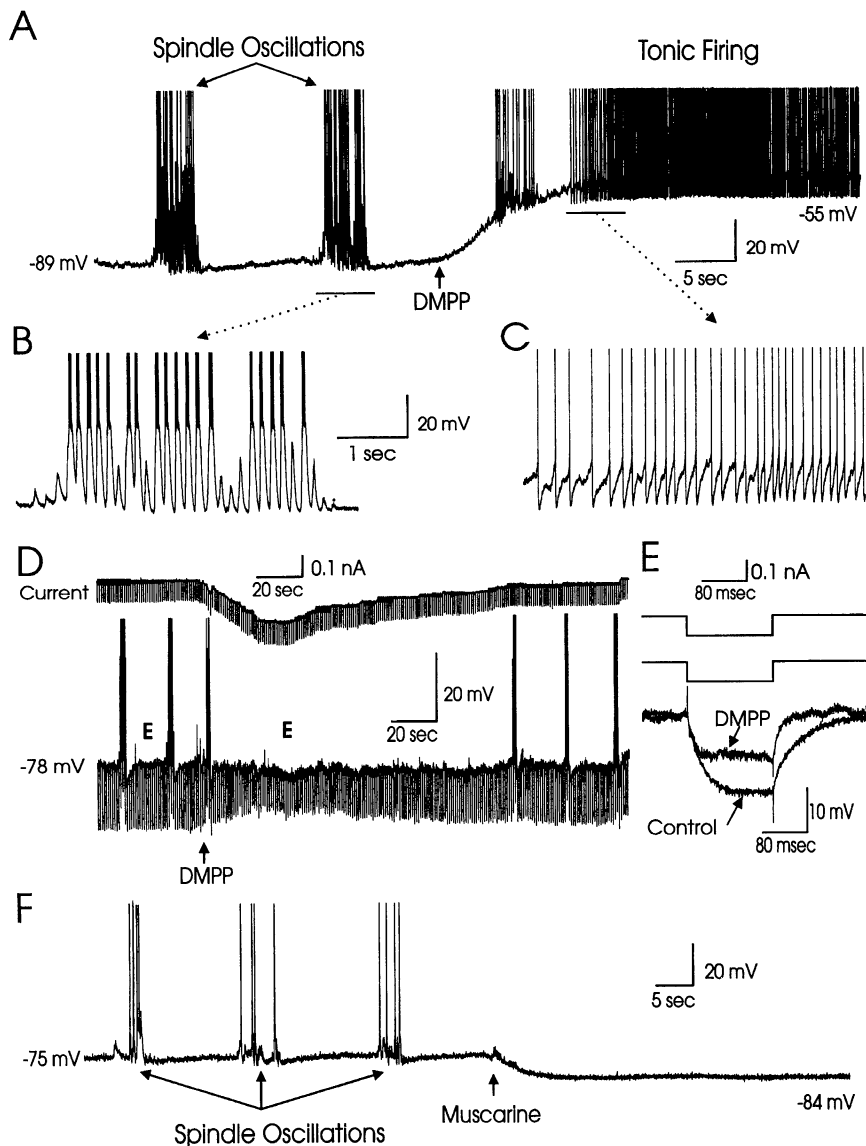 A
Spindle Oscillations
Tonic Firing
-89 mV
DMPP
-55 mV
20 mV
5 sec
B
20 mV
1 sec
C
D
Current
0.1 nA
20 sec
E
E
20 mV
20 sec
-78 mV
DMPP
E
0.1 nA
80 msec
DMPP
Control
10 mV
80 msec
F
20 mV
5 sec
-75 mV
Muscarine
-84 mV
Spindle Oscillations